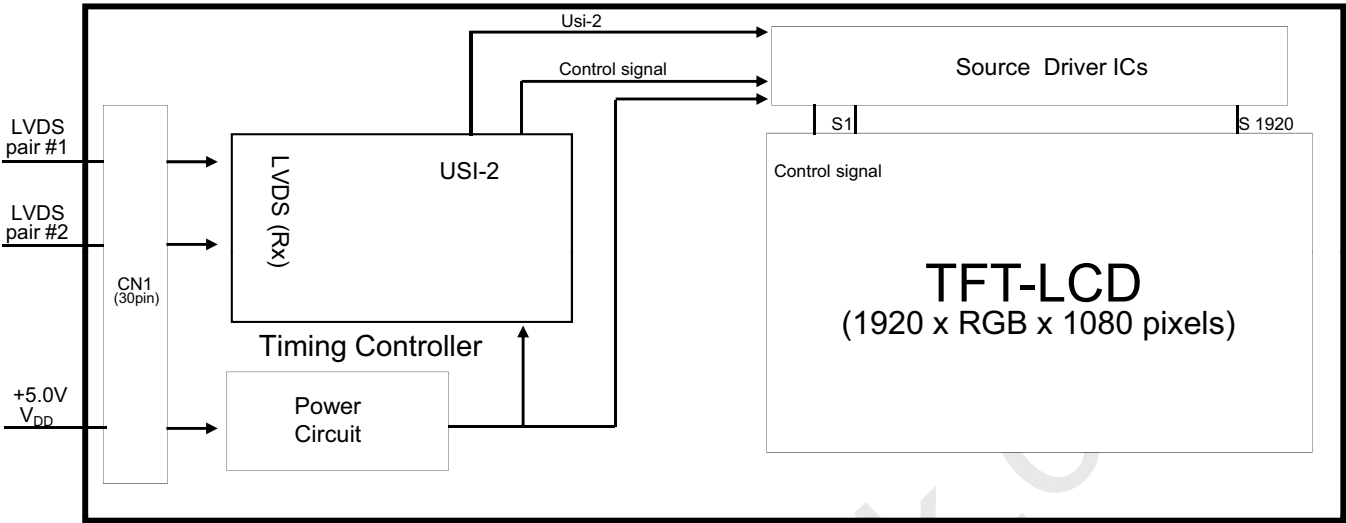 Usi-2
Source Driver ICs
Control signal
LVDS
pair #1
S1
S 1920
LVDS (Rx)
USI-2
Control signal
LVDS
pair #2
CN1
(30pin)
TFT-LCD
(1920 x RGB x 1080 pixels)
Timing Controller
+5.0V
VDD
Power
Circuit